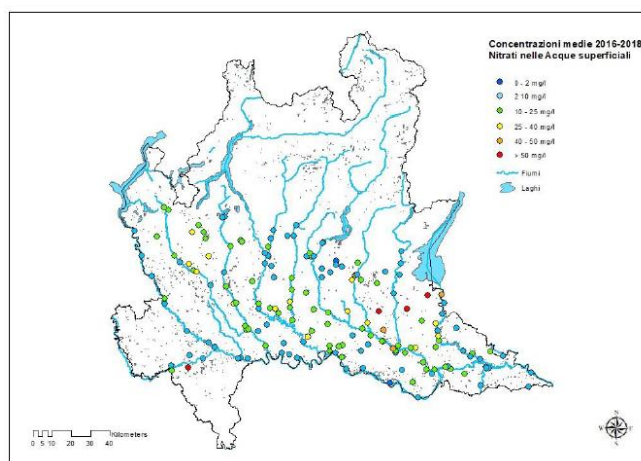 Concentrazioni medie 2016-2018
Nitrati nelle Acque superficiali
0 - 2 mg/l
2 10 mg/l
10 - 25 mg/l
25 - 40 mg/l
40 - 50 mg/l
> 50 mg/l
Fiumi
Laghi
Kilometers
0 5 10 20 30 40
N
W E
S